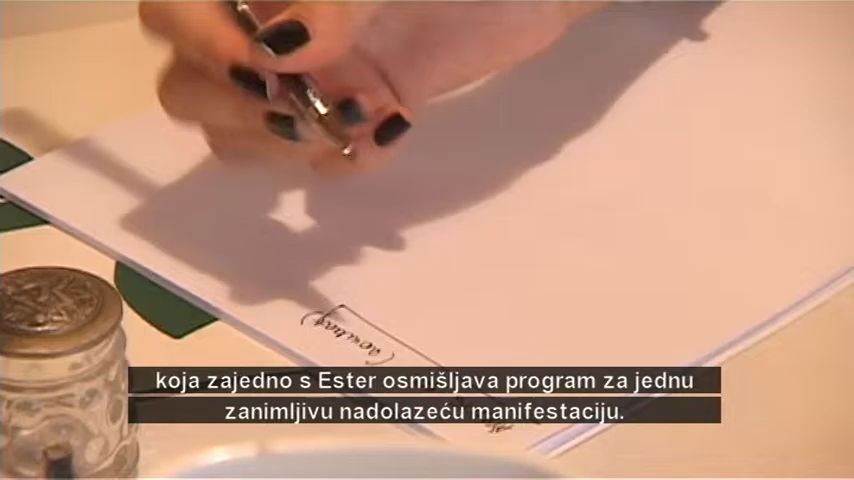 koja zajedno s Ester osmišljava program za jednu
zanimljivu nadolazeću manifestaciju.